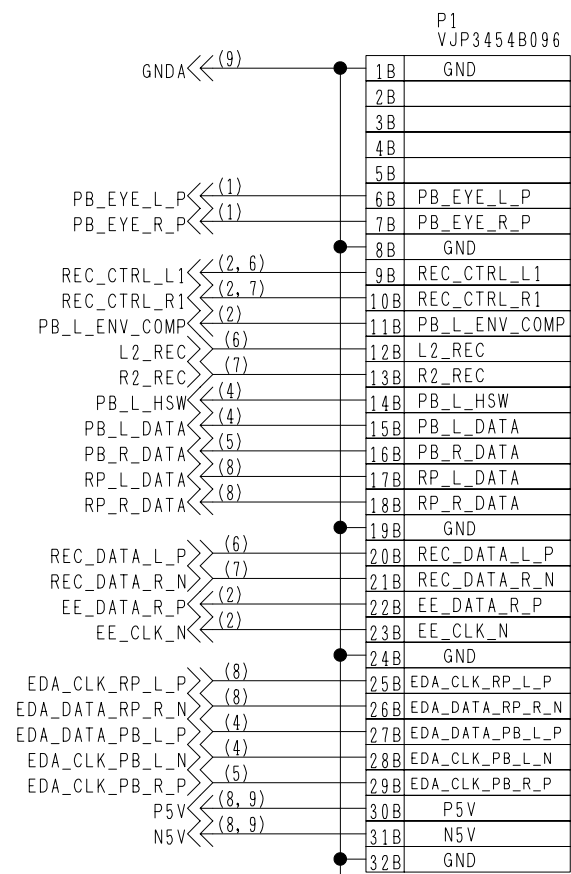 P1
VJP3454B096
GNDA (9) 1B GND
2B
3B
4B
5B
PB_EYE_L_P (1) 6B PB_EYE_L_P
PB_EYE_R_P (1) 7B PB_EYE_R_P
8B GND
REC_CTRL_L1 (2, 6) 9B REC_CTRL_L1
REC_CTRL_R1 (2, 7) 10B REC_CTRL_R1
PB_L_ENV_COMP (2) 11B PB_L_ENV_COMP
L2_REC (6) 12B L2_REC
R2_REC (7) 13B R2_REC
PB_L_HSW (4) 14B PB_L_HSW
PB_L_DATA (4) 15B PB_L_DATA
PB_R_DATA (5) 16B PB_R_DATA
RP_L_DATA (8) 17B RP_L_DATA
RP_R_DATA (8) 18B RP_R_DATA
19B GND
REC_DATA_L_P (6) 20B REC_DATA_L_P
REC_DATA_R_N (7) 21B REC_DATA_R_N
EE_DATA_R_P (2) 22B EE_DATA_R_P
EE_CLK_N (2) 23B EE_CLK_N
24B GND
EDA_CLK_RP_L_P (8) 25B EDA_CLK_RP_L_P
EDA_DATA_RP_R_N (8) 26B EDA_DATA_RP_R_N
EDA_DATA_PB_L_P (4) 27B EDA_DATA_PB_L_P
EDA_CLK_PB_L_N (4) 28B EDA_CLK_PB_L_N
EDA_CLK_PB_R_P (5) 29B EDA_CLK_PB_R_P
P5V (8, 9) 30B P5V
N5V (8, 9) 31B N5V
32B GND